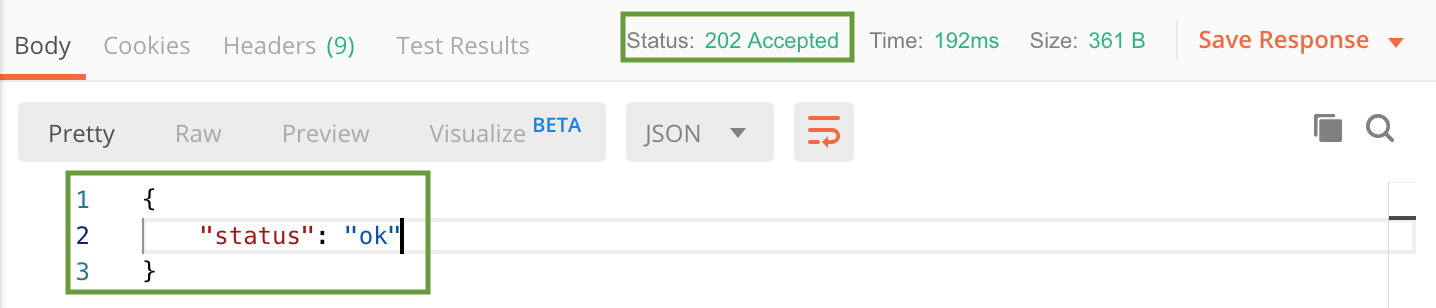 Body Cookies Headers (9) Test Results Status: 202 Accepted Time: 192ms Size: 361 B Save Response
Pretty Raw Preview Visualize BETA JSON
1 {
2 "status": "ok"
3 }